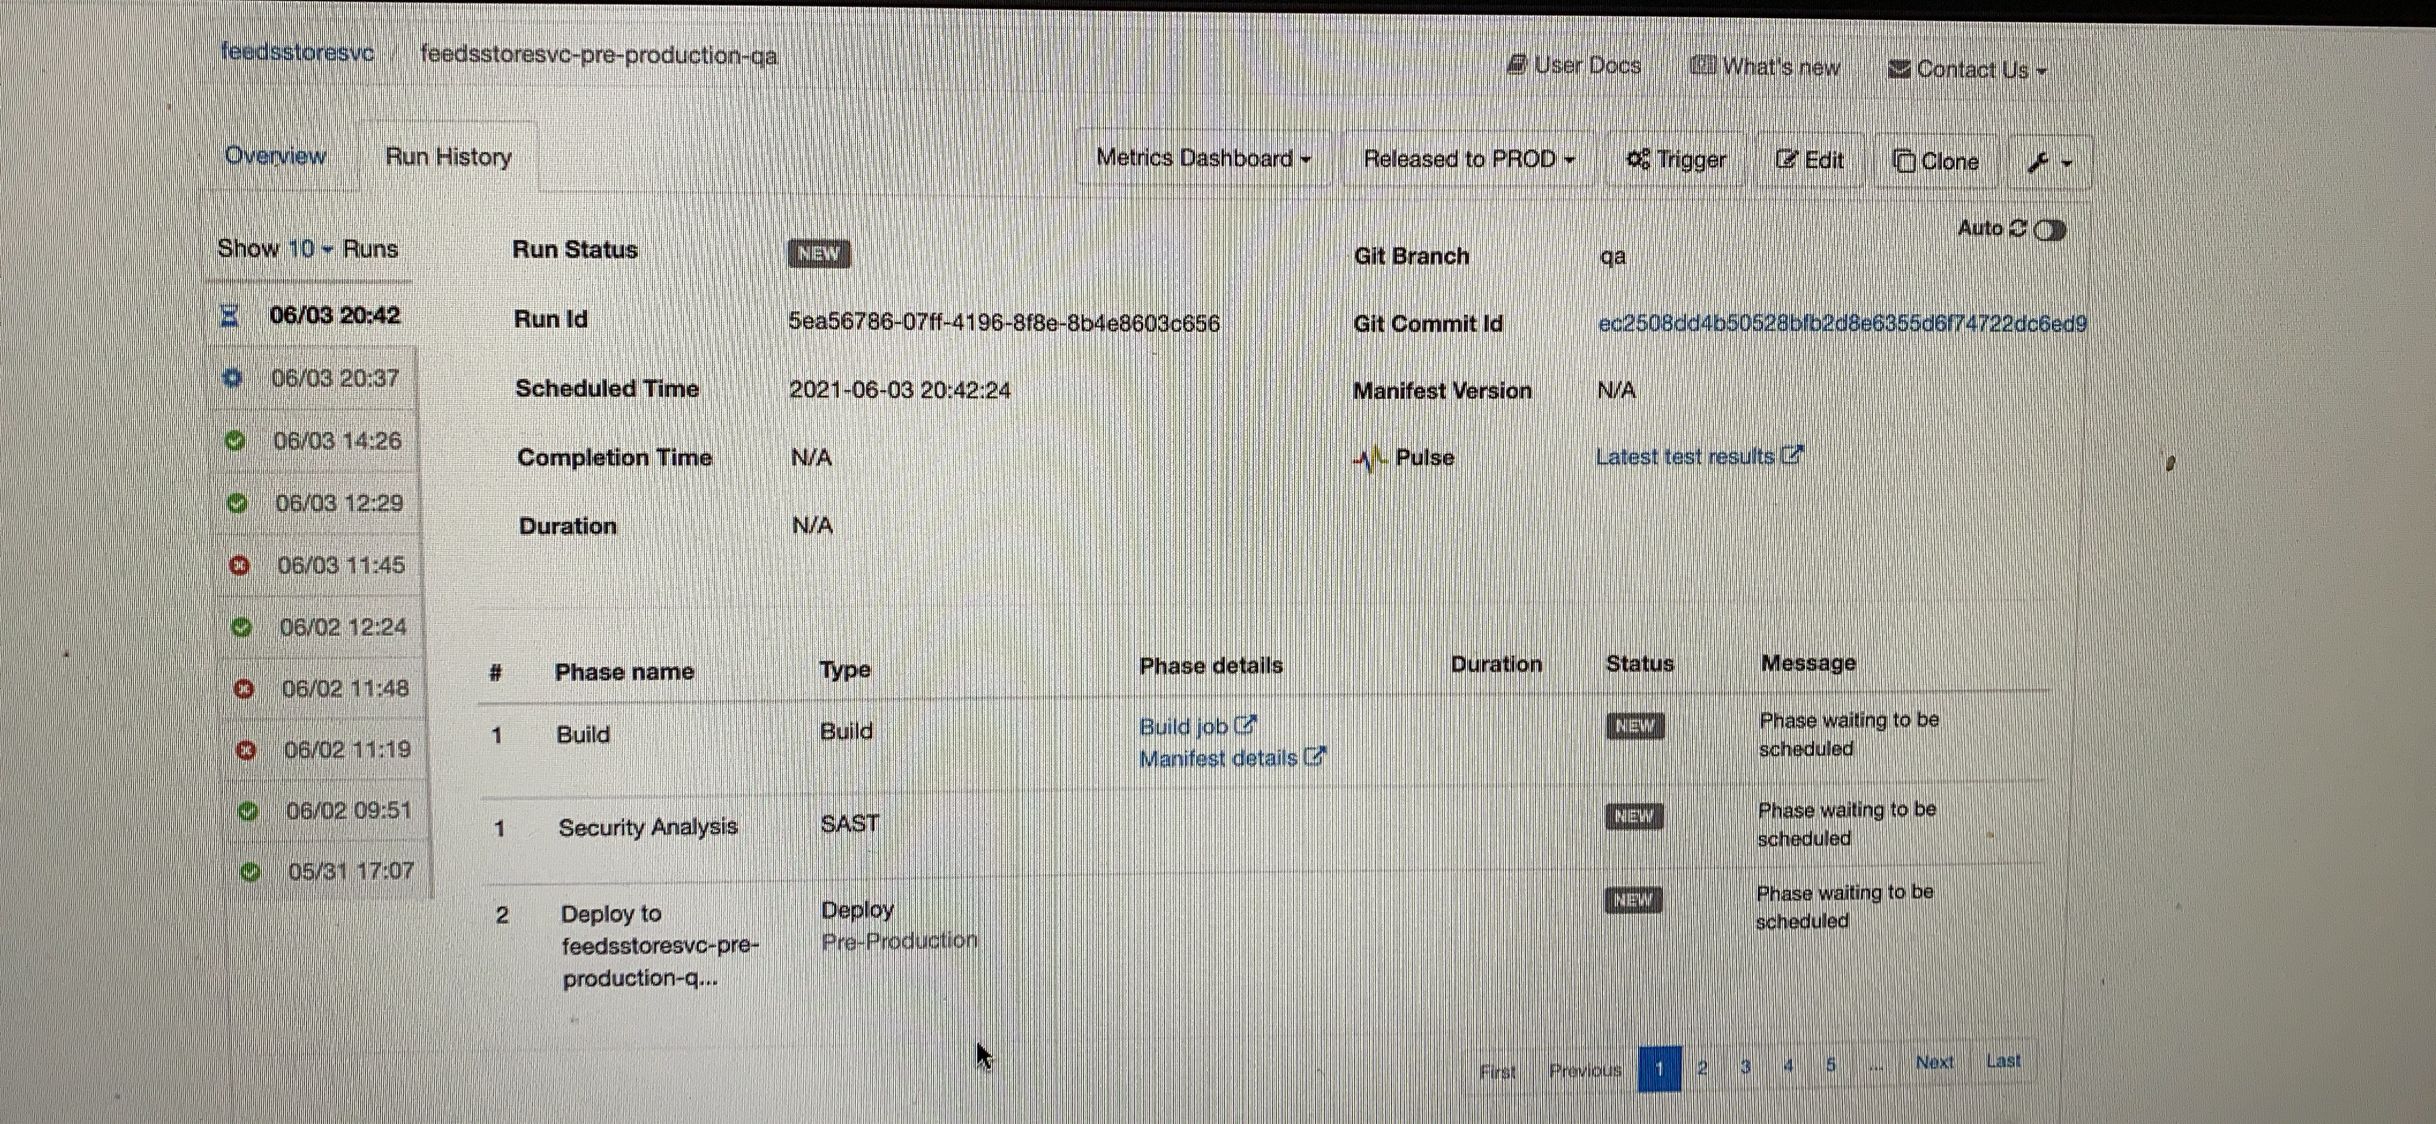 feedsstoresvc / feedsstoresvc-pre-production-qa
User Docs What's new Contact Us
Overview Run History Metrics Dashboard Released to PROD Trigger Edit Clone
Auto
Show 10 Runs
06/03 20:42
06/03 20:37
06/03 14:26
06/03 12:29
06/03 11:45
06/02 12:24
06/02 11:48
06/02 11:19
06/02 09:51
05/31 17:07
Run Status NEW
Run Id 5ea56786-07ff-4196-8f8e-8b4e8603c656
Scheduled Time 2021-06-03 20:42:24
Completion Time N/A
Duration N/A
Git Branch qa
Git Commit Id ec2508dd4b50528bfb2d8e6355d6f74722dc6ed9
Manifest Version N/A
Pulse Latest test results
# Phase name Type Phase details Duration Status Message
1 Build Build Build job NEW Phase waiting to be
Manifest details scheduled
1 Security Analysis SAST NEW Phase waiting to be
scheduled
2 Deploy to Deploy NEW Phase waiting to be
feedsstoresvc-pre- Pre-Production scheduled
production-q...
First Previous 1 2 3 4 5 ... Next Last